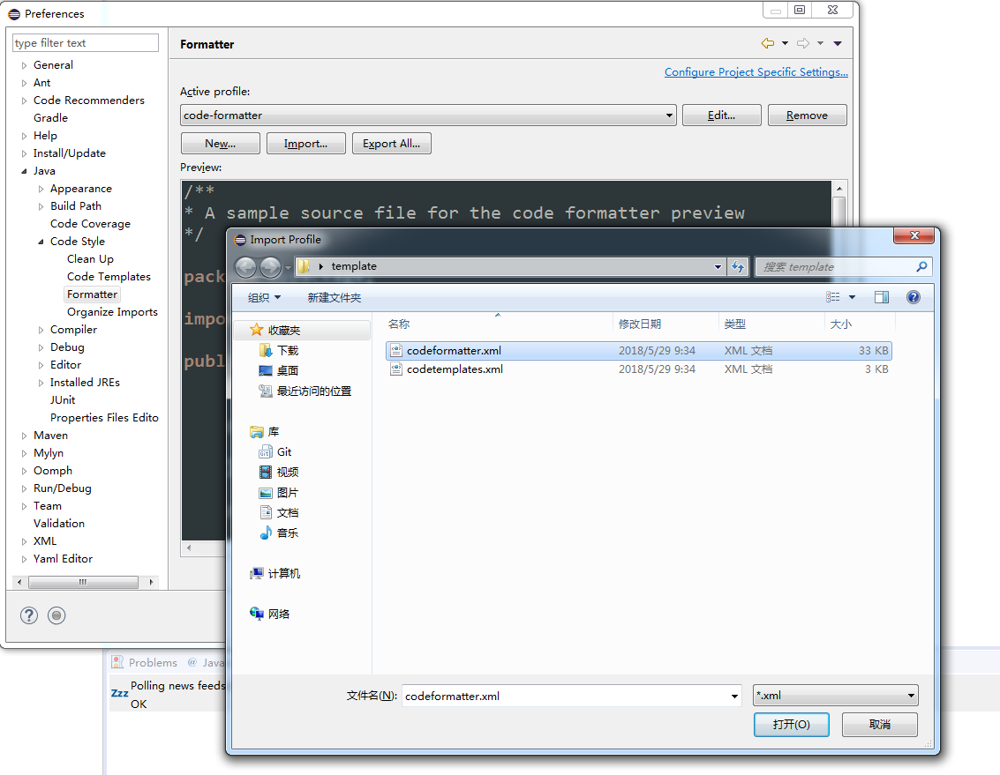 Preferences
type filter text
General
Ant
Code Recommenders
Gradle
Help
Install/Update
Java
Appearance
Build Path
Code Coverage
Code Style
Clean Up
Code Templates
Formatter
Organize Imports
Compiler
Debug
Editor
Installed JREs
JUnit
Properties Files Edito
Maven
Mylyn
Oomph
Run/Debug
Team
Validation
XML
Yaml Editor
Formatter
Configure Project Specific Settings...
Active profile:
code-formatter
Edit...
Remove
New...
Import...
Export All...
Preview:
/**
* A sample source file for the code formatter preview
*/
pack
impo
publ
Import Profile
template
搜索 template
组织
新建文件夹
收藏夹
下载
桌面
最近访问的位置
库
Git
视频
图片
文档
音乐
计算机
网络
名称 修改日期 类型 大小
codeformatter.xml 2018/5/29 9:34 XML 文档 33 KB
codetemplates.xml 2018/5/29 9:34 XML 文档 3 KB
文件名(N): codeformatter.xml
*.xml
打开(O)
取消
Problems @ Java
Zzz Polling news feeds
OK